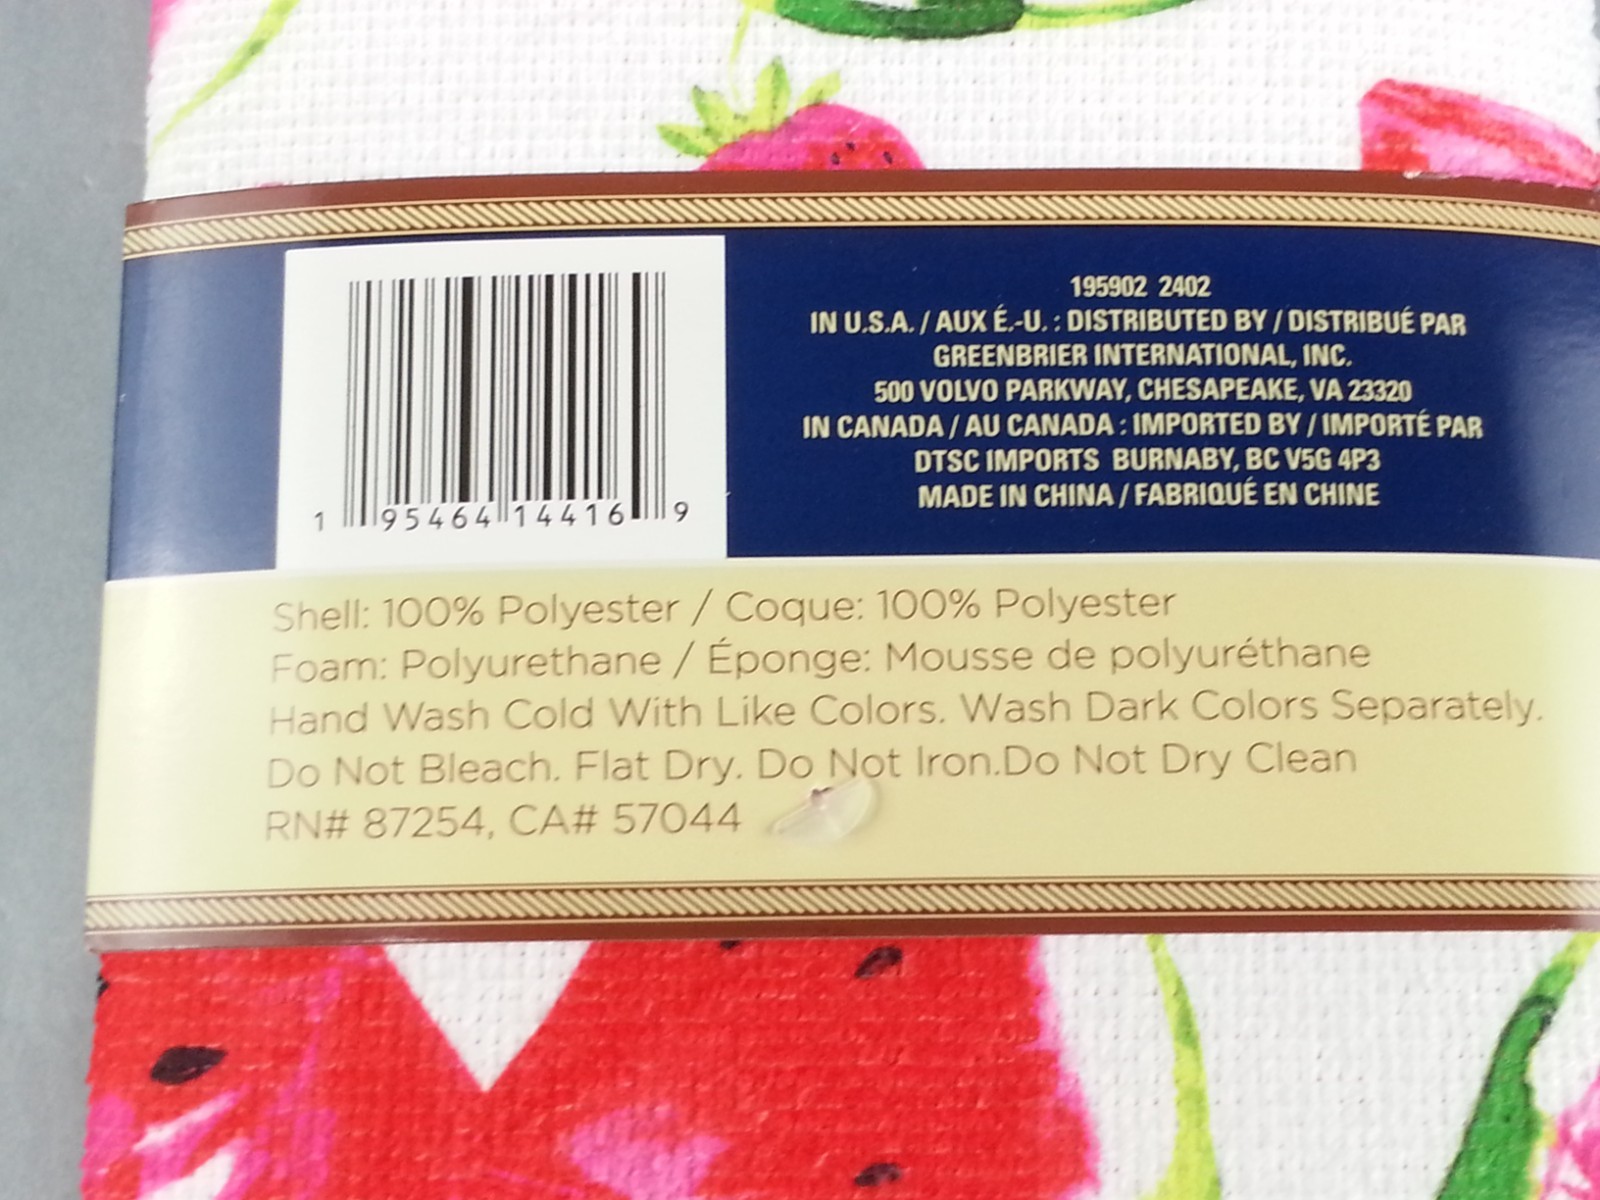 195902 2402
IN U.S.A. / AUX É.-U. : DISTRIBUTED BY / DISTRIBUÉ PAR
GREENBRIER INTERNATIONAL, INC.
500 VOLVO PARKWAY, CHESAPEAKE, VA 23320
IN CANADA / AU CANADA : IMPORTED BY / IMPORTÉ PAR
DTSC IMPORTS BURNABY, BC V5G 4P3
MADE IN CHINA / FABRIQUÉ EN CHINE
1 95464 14416 9
Shell: 100% Polyester / Coque: 100% Polyester
Foam: Polyurethane / Éponge: Mousse de polyuréthane
Hand Wash Cold With Like Colors. Wash Dark Colors Separately.
Do Not Bleach. Flat Dry. Do Not Iron.Do Not Dry Clean
RN# 87254, CA# 57044